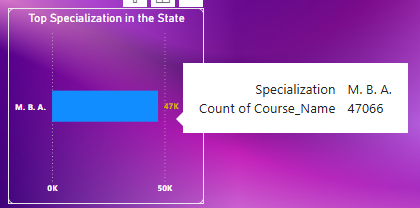 Top Specialization in the State
M. B. A.
47K
0K
50K
Specialization M. B. A.
Count of Course_Name 47066